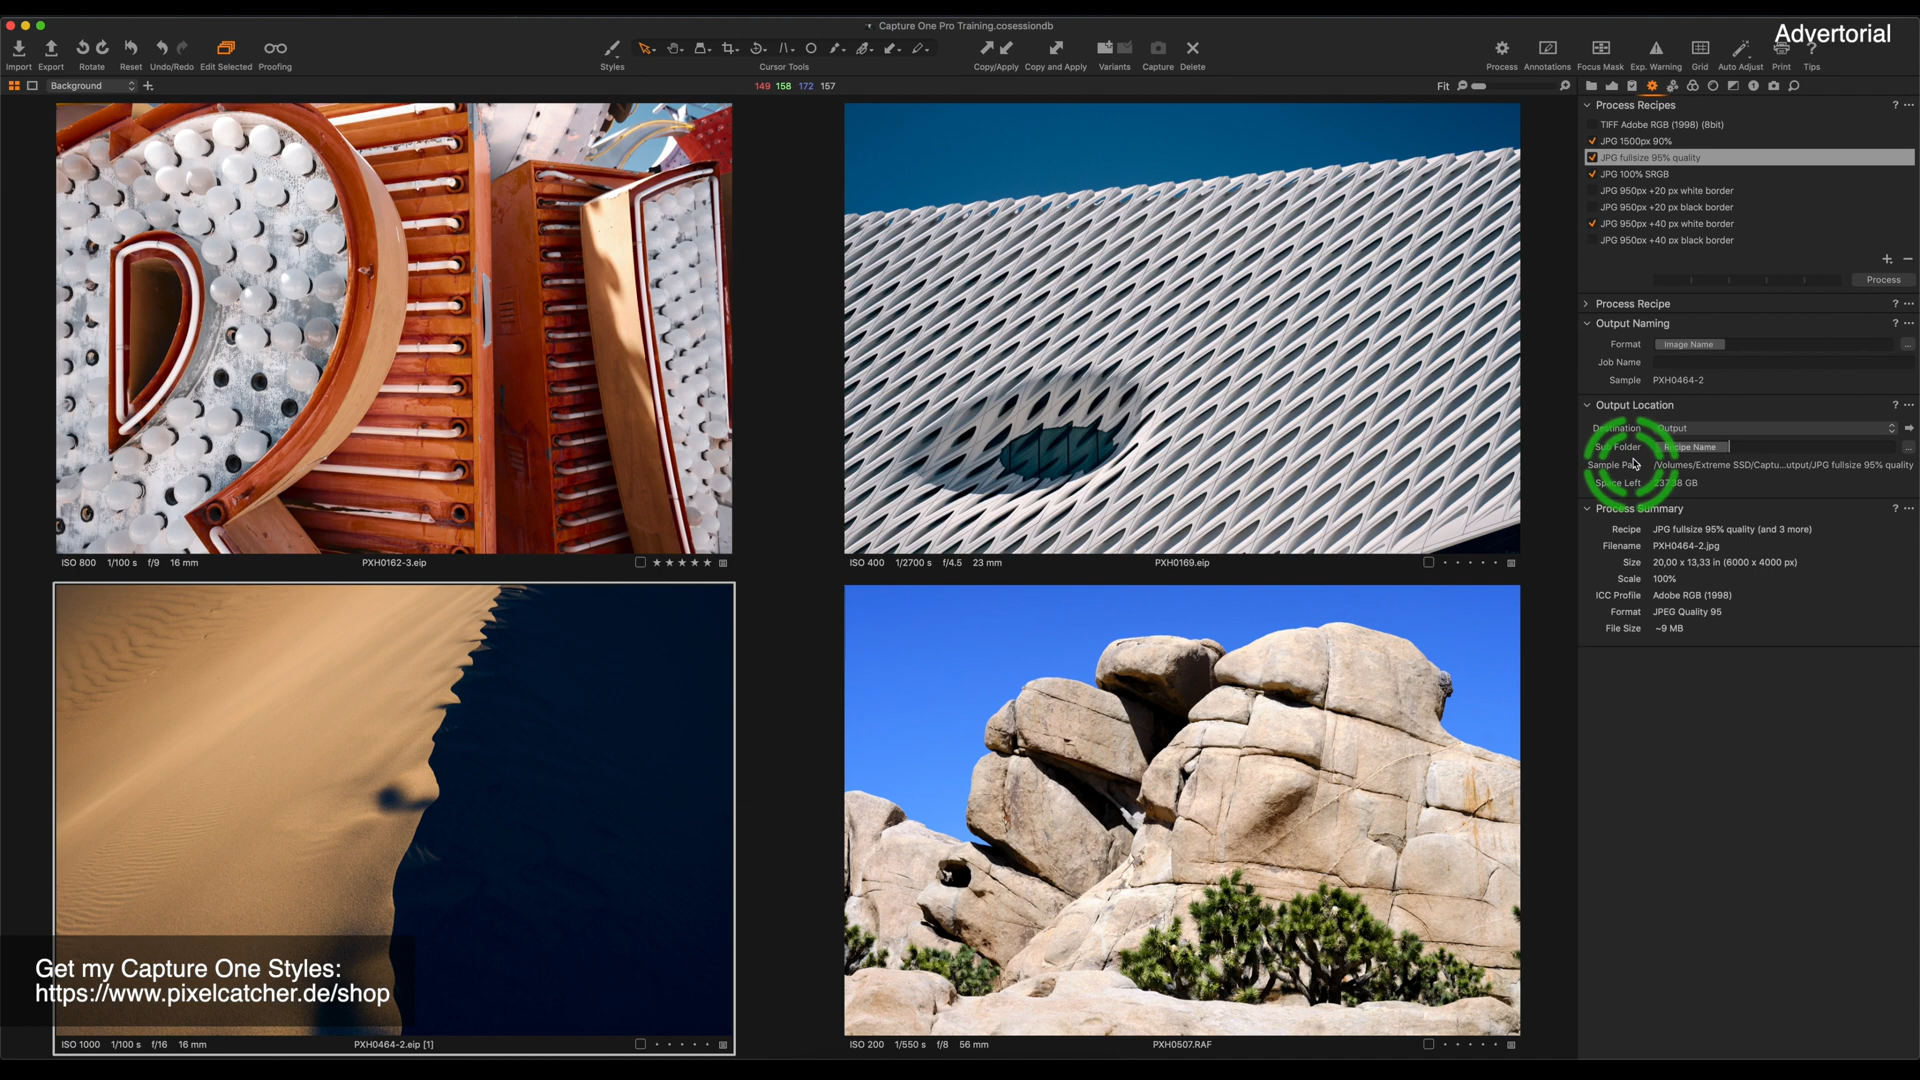 Capture One Pro Training.cosessiondb
Advertorial
Import Export Rotate Reset Undo/Redo Edit Selected Proofing Styles Cursor Tools Copy/Apply Copy and Apply Variants Capture Delete Process Annotations Focus Mask Exp. Warning Grid Auto Adjust Print Tips
Background
149 158 172 157
Fit
Process Recipes
TIFF Adobe RGB (1998) (8bit)
JPG 1500px 90%
JPG fullsize 95% quality
JPG 100% SRGB
JPG 950px +20 px white border
JPG 950px +20 px black border
JPG 950px +40 px white border
JPG 950px +40 px black border
Process
Process Recipe
Output Naming
Format Image Name
Job Name
Sample PXH0464-2
Output Location
Destination Output
Sub Folder Recipe Name
Sample /Volumes/Extreme SSD/Captu...utput/JPG fullsize 95% quality
Space Left GB
Process Summary
Recipe JPG fullsize 95% quality (and 3 more)
Filename PXH0464-2.jpg
Size 20,00 x 13,33 in (6000 x 4000 px)
Scale 100%
ICC Profile Adobe RGB (1998)
Format JPEG Quality 95
File Size ~9 MB
ISO 800 1/100 s f/9 16 mm PXH0162-3.eip
ISO 400 1/2700 s f/4.5 23 mm PXH0169.eip
Get my Capture One Styles:
https://www.pixelcatcher.de/shop
ISO 1000 1/100 s f/16 16 mm PXH0464-2.eip [1]
ISO 200 1/550 s f/8 56 mm PXH0507.RAF